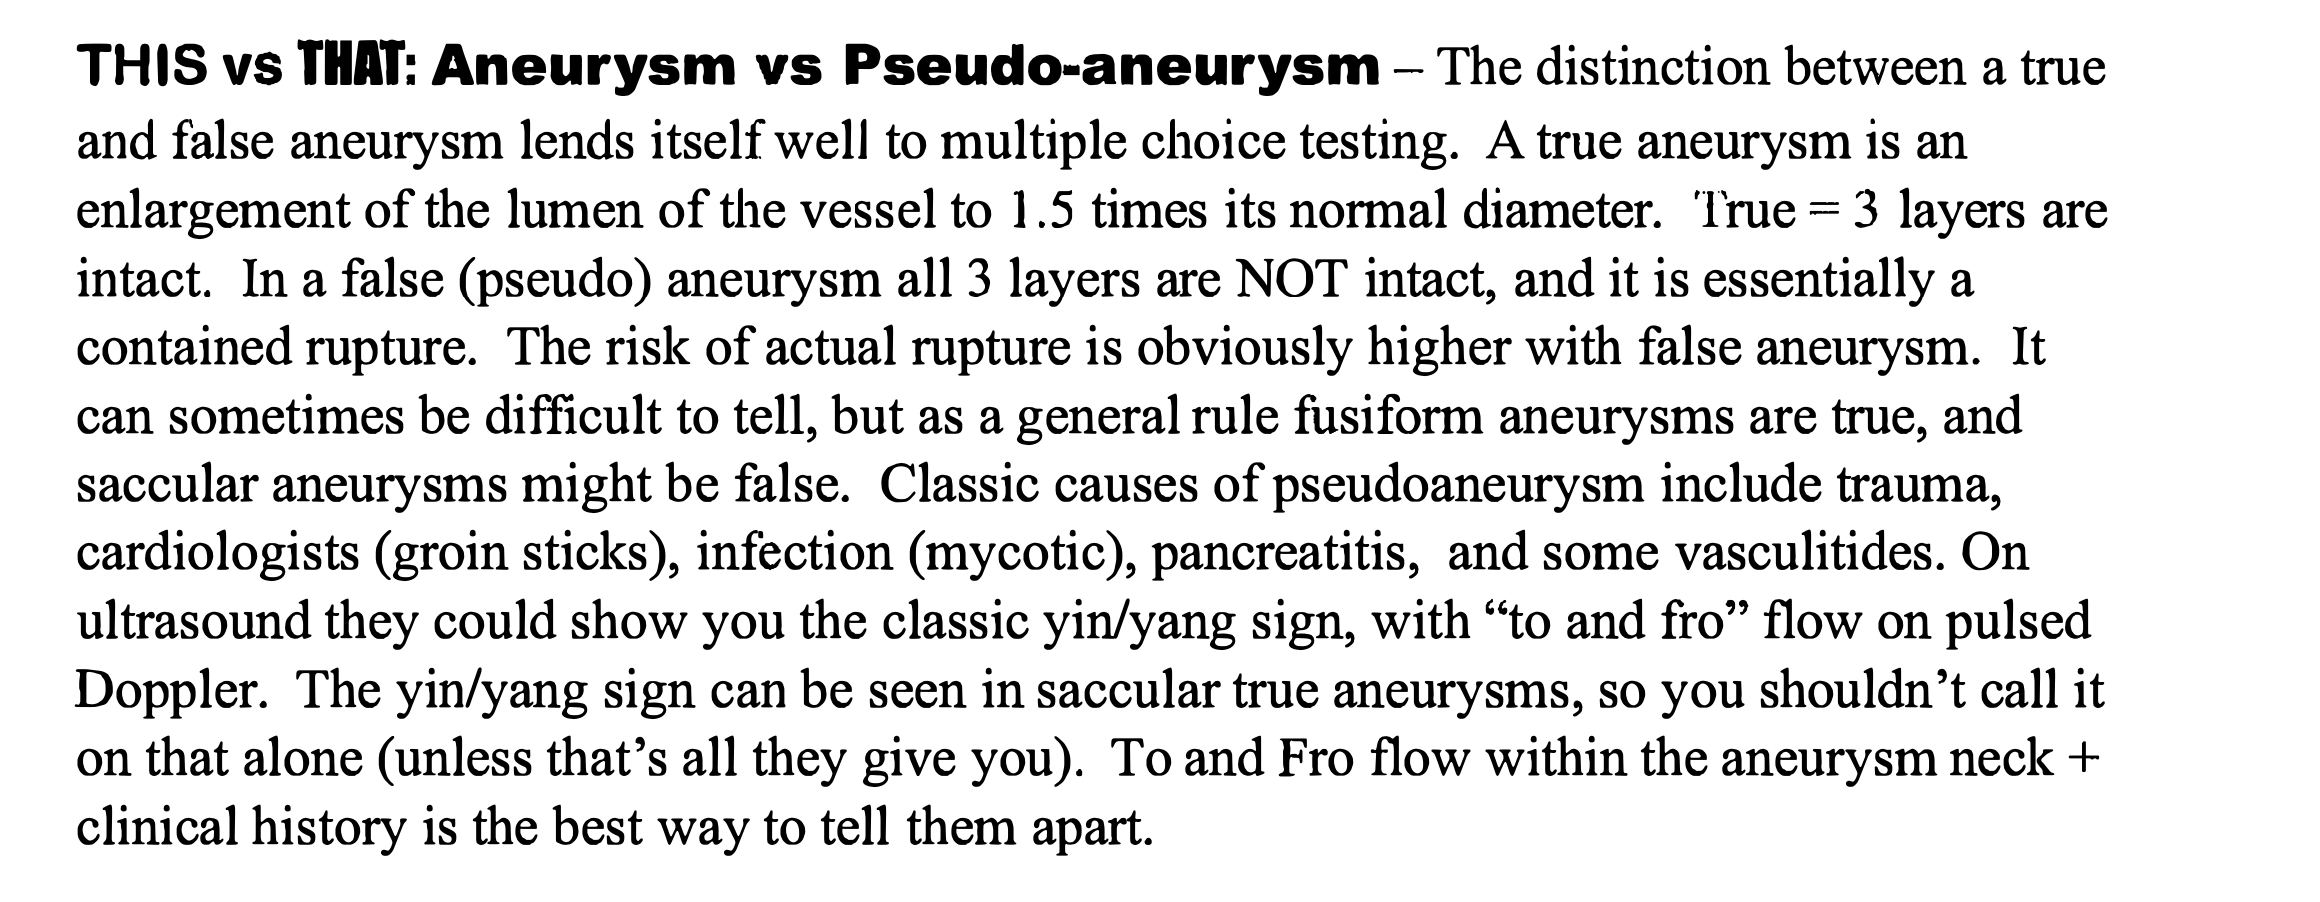 THIS vs THAT: Aneurysm vs Pseudo-aneurysm – The distinction between a true
and false aneurysm lends itself well to multiple choice testing. A true aneurysm is an
enlargement of the lumen of the vessel to 1.5 times its normal diameter. True = 3 layers are
intact. In a false (pseudo) aneurysm all 3 layers are NOT intact, and it is essentially a
contained rupture. The risk of actual rupture is obviously higher with false aneurysm. It
can sometimes be difficult to tell, but as a general rule fusiform aneurysms are true, and
saccular aneurysms might be false. Classic causes of pseudoaneurysm include trauma,
cardiologists (groin sticks), infection (mycotic), pancreatitis, and some vasculitides. On
ultrasound they could show you the classic yin/yang sign, with “to and fro” flow on pulsed
Doppler. The yin/yang sign can be seen in saccular true aneurysms, so you shouldn’t call it
on that alone (unless that’s all they give you). To and Fro flow within the aneurysm neck +
clinical history is the best way to tell them apart.